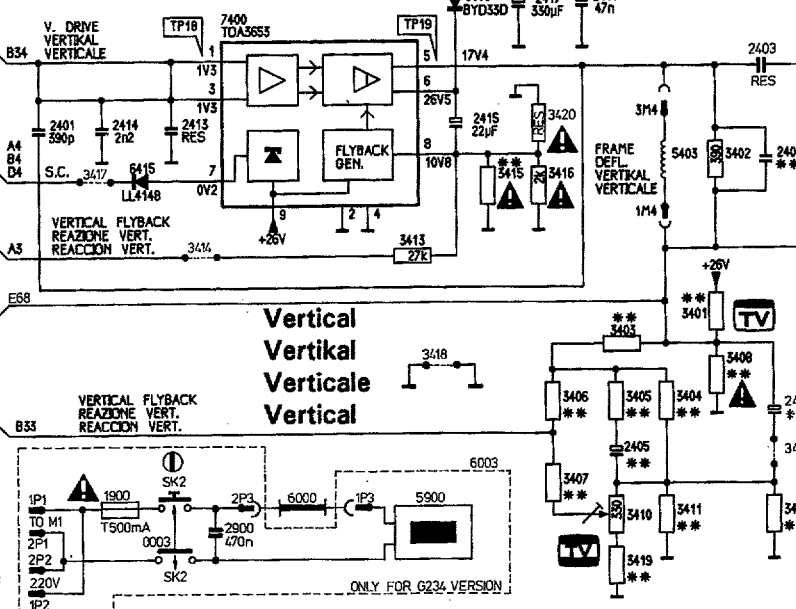 BYD33D
330µF
47n
V. DRIVE
VERTIKAL
VERTICALE
TP18
7400
TDA3653
TP19
B34
1
1V3
3
1V3
5
17V4
6
26V5
2403
RES
2401
390p
2414
2n2
2413
RES
2415
22µF
RES
3420
3M4
A4
B4
D4
S.C.
3417
6415
LL4148
7
0V2
FLYBACK
GEN.
8
10V8
**
3415
2k
3416
FRAME
DEFL.
VERTIKAL
VERTICALE
5403
390
3402
**
1M4
9
+26V
2
4
VERTICAL FLYBACK
REAZIONE VERT.
REACCION VERT.
A3
3414
3413
27k
E68
+26V
**
3401
TV
Vertical
Vertikal
Verticale
Vertical
3418
**
3403
3408
**
VERTICAL FLYBACK
REAZIONE VERT.
REACCION VERT.
B33
3406
**
3405
**
3404
**
2405
**
3407
**
330
3410
3411
**
TV
3419
**
6003
1P1
TO M1
2P1
2P2
220V
1P2
1900
T500mA
SK2
0003
SK2
2P3
2900
470n
6000
1P3
5900
ONLY FOR G234 VERSION